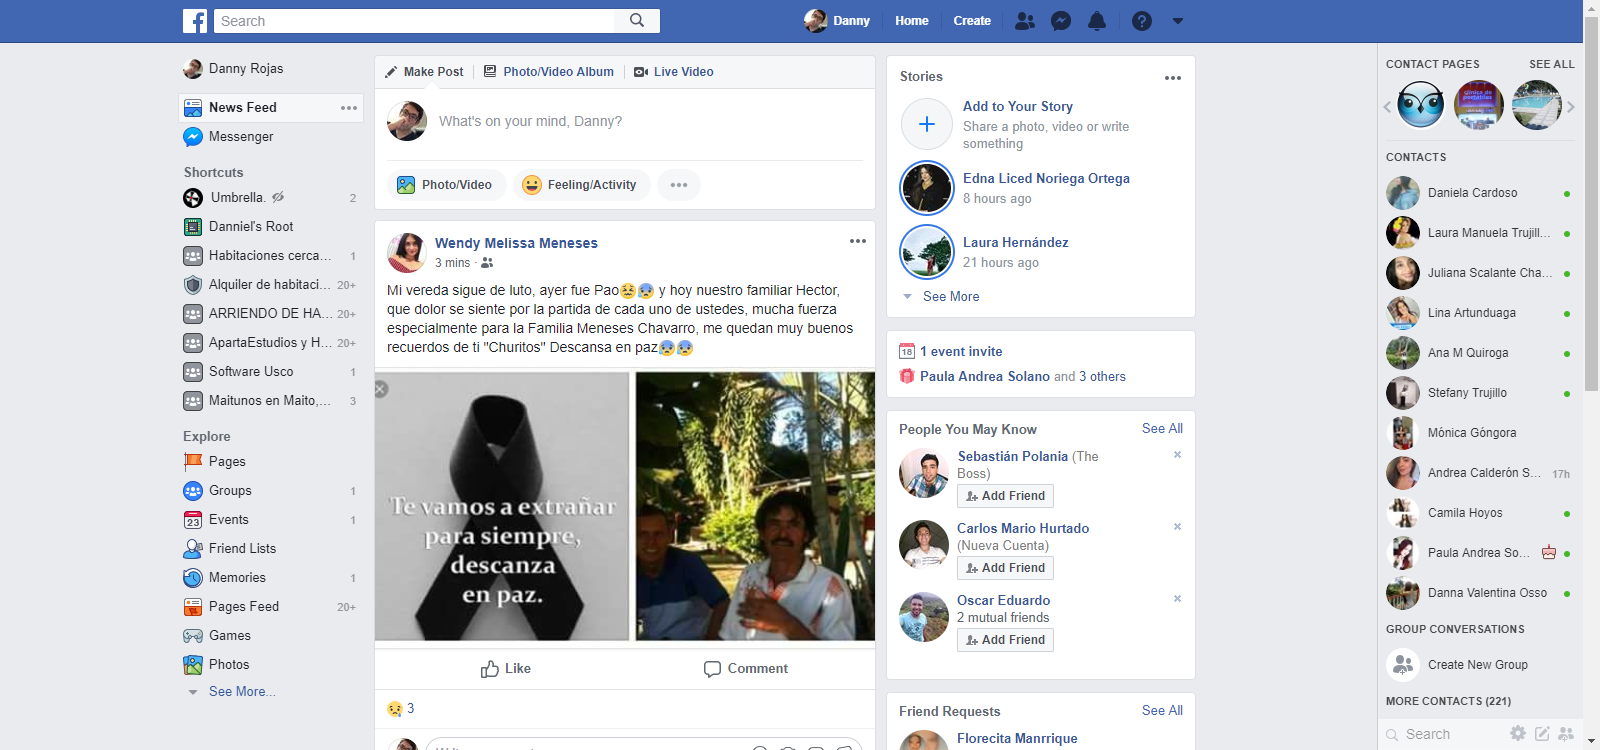 Search
Danny
Home
Create
Danny Rojas
News Feed
Messenger
Shortcuts
Umbrella. 2
Danniel's Root
Habitaciones cerca... 1
Alquiler de habitaci... 20+
ARRIENDO DE HA... 20+
ApartaEstudios y H... 20+
Software Usco 1
Maitunos en Maito,... 3
Explore
Pages
Groups 1
23 Events 1
Friend Lists
Memories 1
Pages Feed 20+
Games
Photos
See More...
Make Post
Photo/Video Album
Live Video
What's on your mind, Danny?
Photo/Video
Feeling/Activity
Wendy Melissa Meneses
3 mins ·
Mi vereda sigue de luto, ayer fue Pao😣😰 y hoy nuestro familiar Hector,
que dolor se siente por la partida de cada uno de ustedes, mucha fuerza
especialmente para la Familia Meneses Chavarro, me quedan muy buenos
recuerdos de ti "Churitos" Descansa en paz😰😰
Te vamos a extrañar
para siempre,
descanza
en paz.
Like
Comment
3
Stories
Add to Your Story
Share a photo, video or write
something
Edna Liced Noriega Ortega
8 hours ago
Laura Hernández
21 hours ago
See More
18 1 event invite
Paula Andrea Solano and 3 others
People You May Know
See All
Sebastián Polania (The
Boss)
Add Friend
Carlos Mario Hurtado
(Nueva Cuenta)
Add Friend
Oscar Eduardo
2 mutual friends
Add Friend
Friend Requests
See All
Florecita Manrrique
CONTACT PAGES
SEE ALL
CONTACTS
Daniela Cardoso
Laura Manuela Trujill...
Juliana Scalante Cha...
Lina Artunduaga
Ana M Quiroga
Stefany Trujillo
Mónica Góngora
Andrea Calderón S... 17h
Camila Hoyos
Paula Andrea So...
Danna Valentina Osso
GROUP CONVERSATIONS
Create New Group
MORE CONTACTS (221)
Search